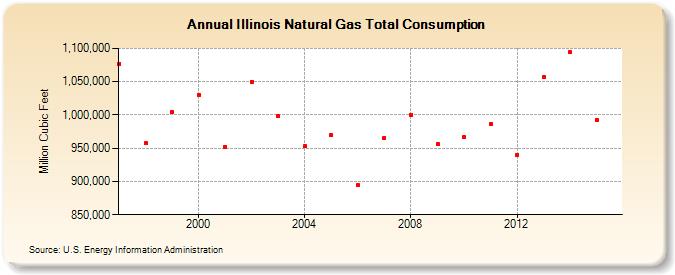 Annual Illinois Natural Gas Total Consumption
Million Cubic Feet
1,100,000
1,050,000
1,000,000
950,000
900,000
850,000
2000 2004 2008 2012
Source: U.S. Energy Information Administration